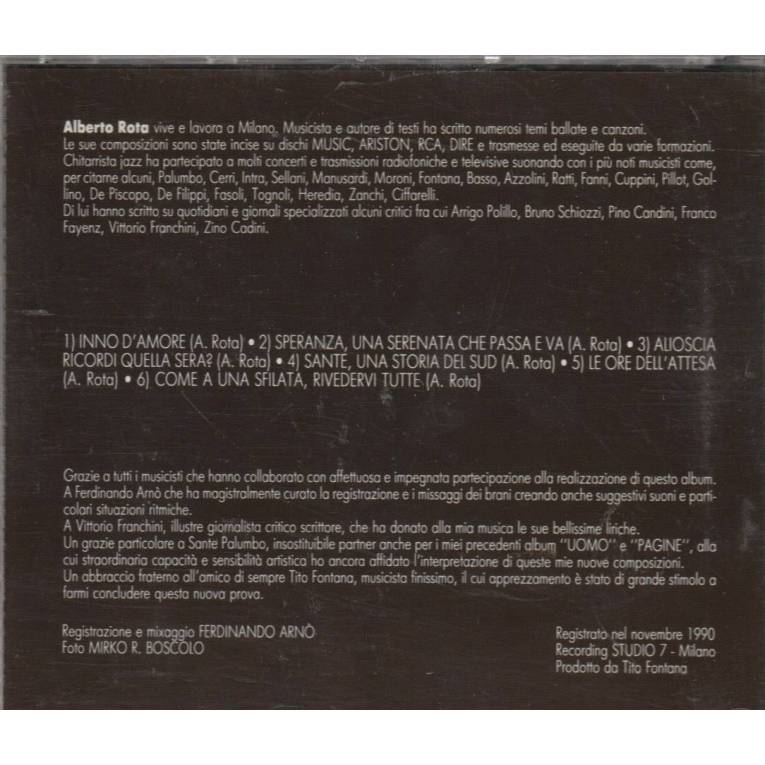 Alberto Rota vive e lavora a Milano. Musicista e autore di testi ha scritto numerosi temi ballate e canzoni.
Le sue composizioni sono state incise su dischi MUSIC, ARISTON, RCA, DIRE e trasmesse ed eseguite da varie formazioni.
Chitarrista jazz ha partecipato a molti concerti e trasmissioni radiofoniche e televisive suonando con i più noti musicisti come,
per citarne alcuni, Palumbo, Cerri, Intra, Sellani, Manusardi, Moroni, Fontana, Basso, Azzolini, Ratti, Fanni, Cuppini, Pillot, Gol-
lino, De Piscopo, De Filippi, Fasoli, Tognoli, Heredia, Zanchi, Ciffarelli.
Di lui hanno scritto su quotidiani e giornali specializzati alcuni critici fra cui Arrigo Polillo, Bruno Schiozzi, Pino Candini, Franco
Fayenz, Vittorio Franchini, Zino Cadini.
1) INNO D'AMORE (A. Rota) • 2) SPERANZA, UNA SERENATA CHE PASSA E VA (A. Rota) • 3) ALIOSCIA
RICORDI QUELLA SERA? (A. Rota) • 4) SANTE, UNA STORIA DEL SUD (A. Rota) • 5) LE ORE DELL'ATTESA
(A. Rota) • 6) COME A UNA SFILATA, RIVEDERVI TUTTE (A. Rota)
Grazie a tutti i musicisti che hanno collaborato con affettuosa e impegnata partecipazione alla realizzazione di questo album.
A Ferdinando Arnò che ha magistralmente curato la registrazione e i missaggi dei brani creando anche suggestivi suoni e parti-
colari situazioni ritmiche.
A Vittorio Franchini, illustre giornalista critico scrittore, che ha donato alla mia musica le sue bellissime liriche.
Un grazie particolare a Sante Palumbo, insostituibile partner anche per i miei precedenti album "UOMO" e "PAGINE", alla
cui straordinaria capacità e sensibilità artistica ho ancora affidato l'interpretazione di queste mie nuove composizioni.
Un abbraccio fraterno all'amico di sempre Tito Fontana, musicista finissimo, il cui apprezzamento è stato di grande stimolo a
farmi concludere questa nuova prova.
Registrazione e mixaggio FERDINANDO ARNÒ
Foto MIRKO R. BOSCOLO
Registrato nel novembre 1990
Recording STUDIO 7 - Milano
Prodotto da Tito Fontana